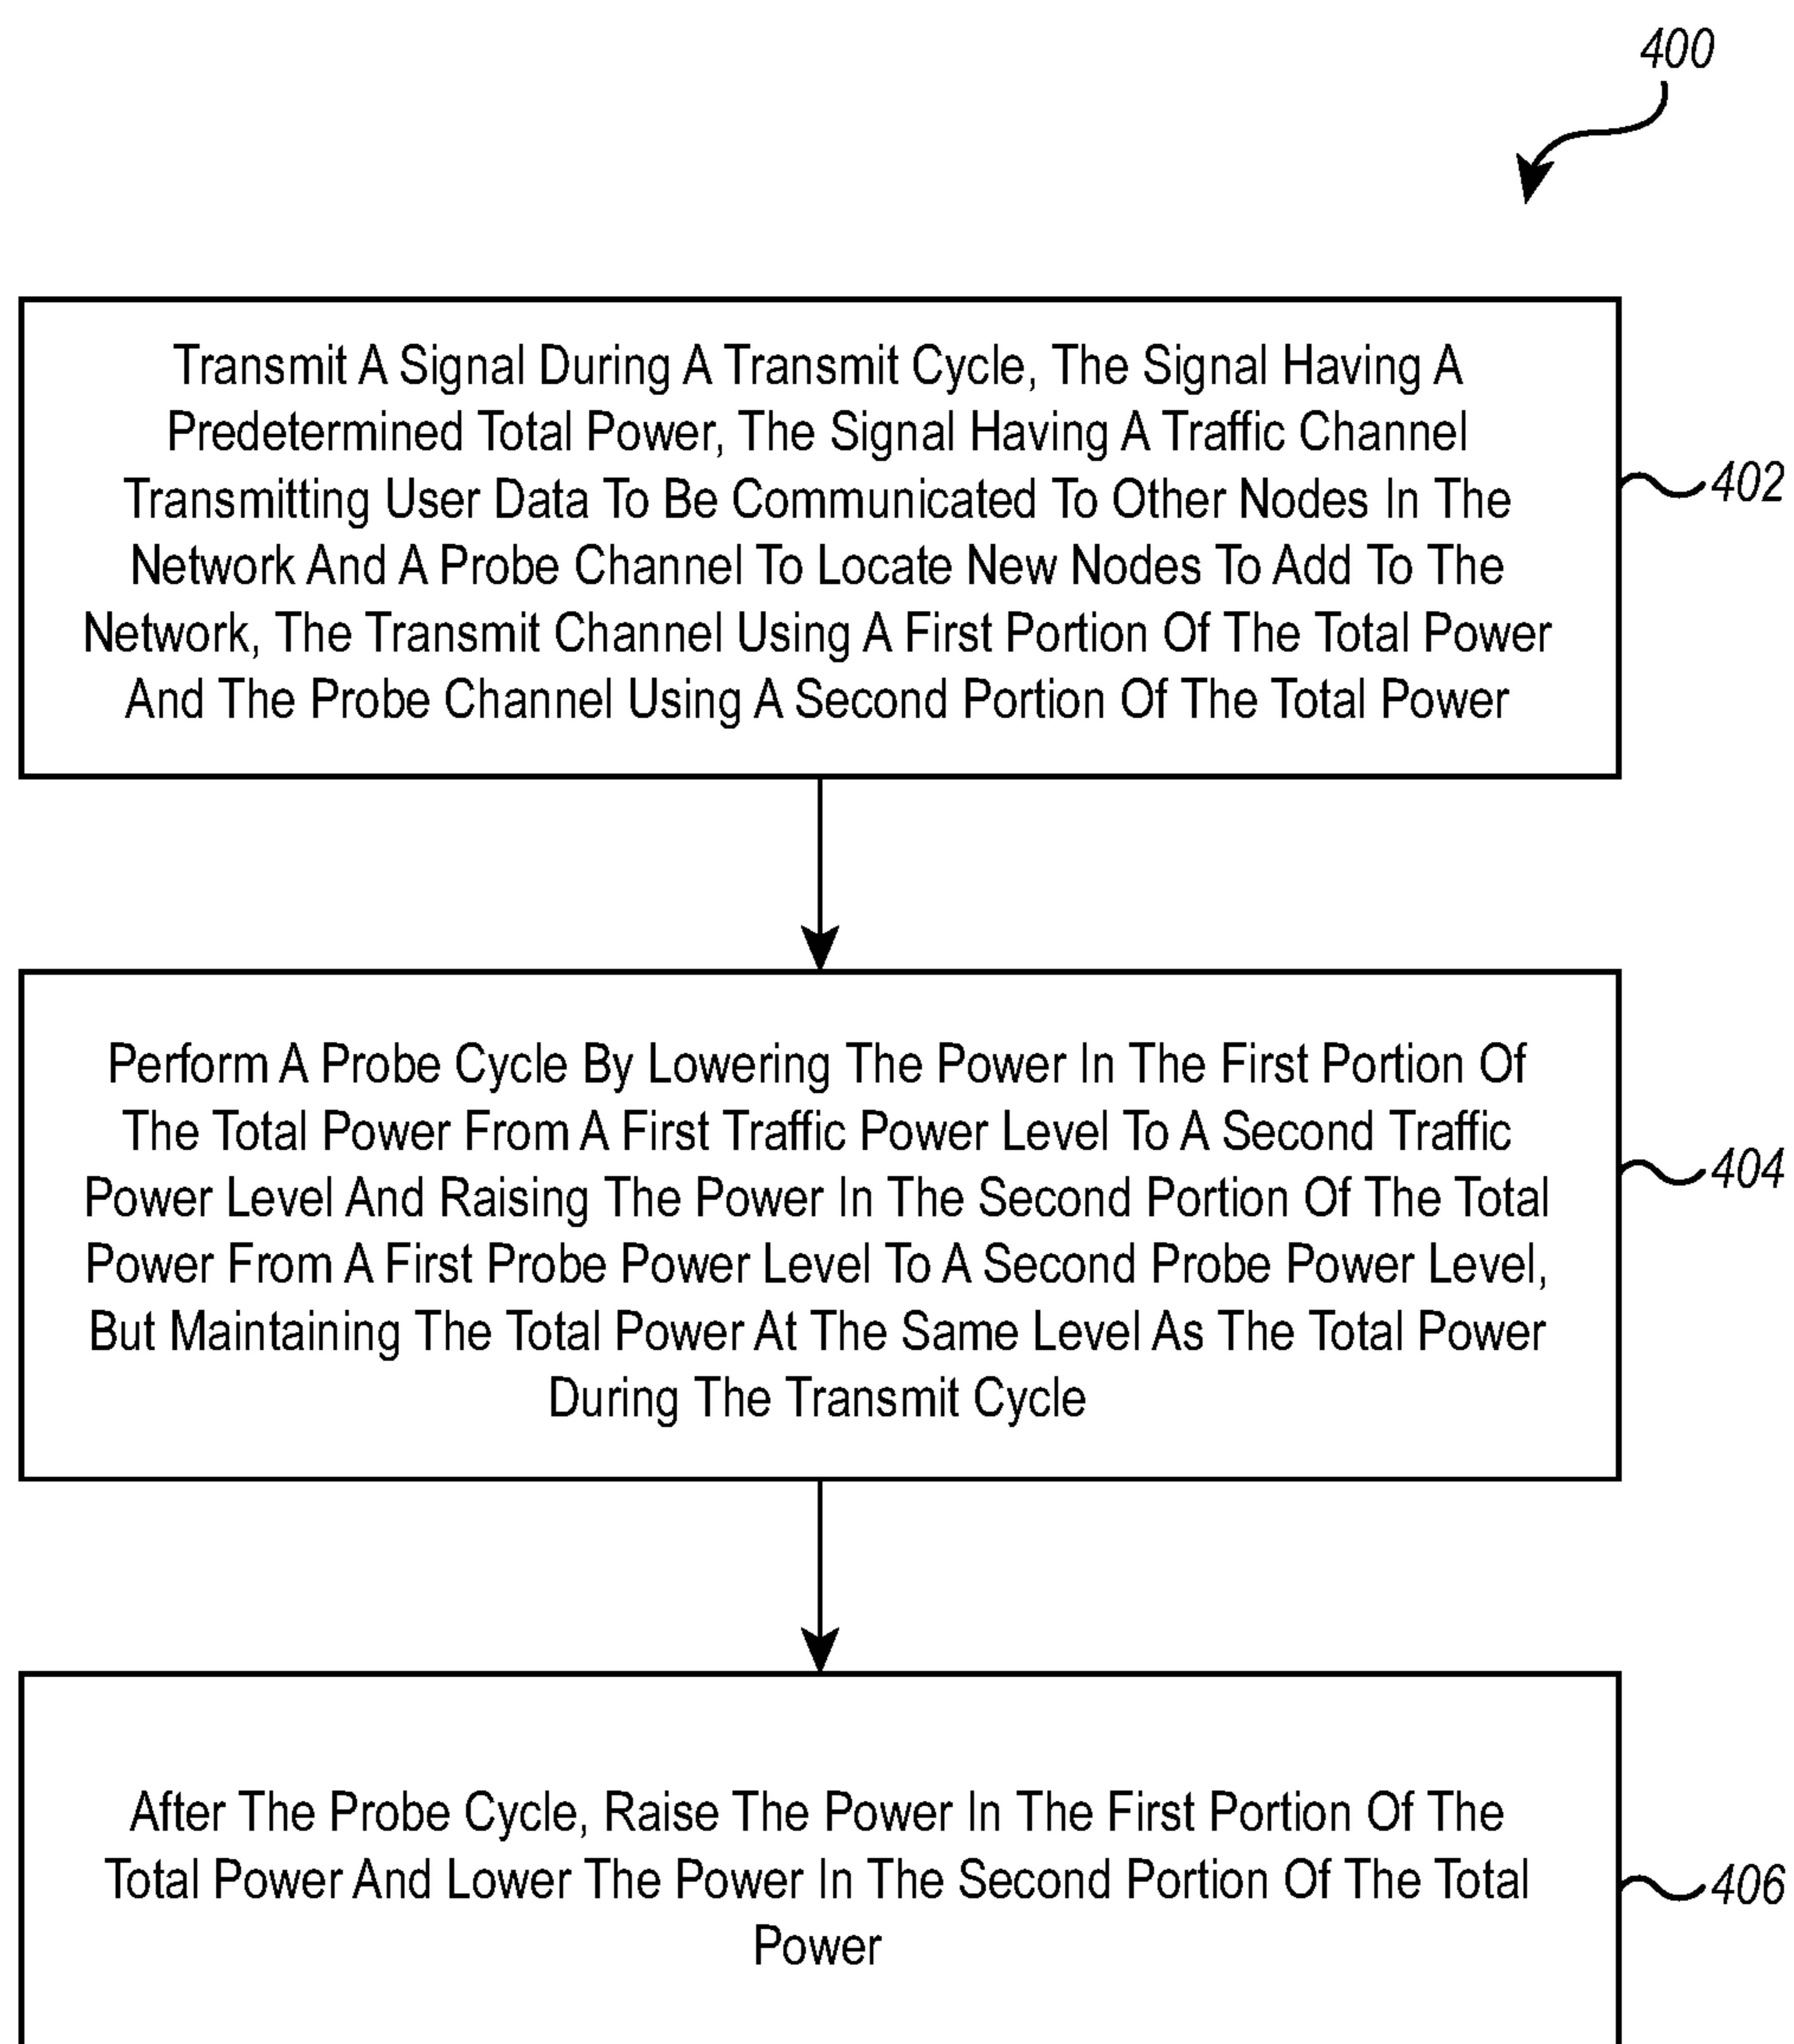 400
Transmit A Signal During A Transmit Cycle, The Signal Having A
Predetermined Total Power, The Signal Having A Traffic Channel
Transmitting User Data To Be Communicated To Other Nodes In The
Network And A Probe Channel To Locate New Nodes To Add To The
Network, The Transmit Channel Using A First Portion Of The Total Power
And The Probe Channel Using A Second Portion Of The Total Power
402
Perform A Probe Cycle By Lowering The Power In The First Portion Of
The Total Power From A First Traffic Power Level To A Second Traffic
Power Level And Raising The Power In The Second Portion Of The Total
Power From A First Probe Power Level To A Second Probe Power Level,
But Maintaining The Total Power At The Same Level As The Total Power
During The Transmit Cycle
404
After The Probe Cycle, Raise The Power In The First Portion Of The
Total Power And Lower The Power In The Second Portion Of The Total
Power
406